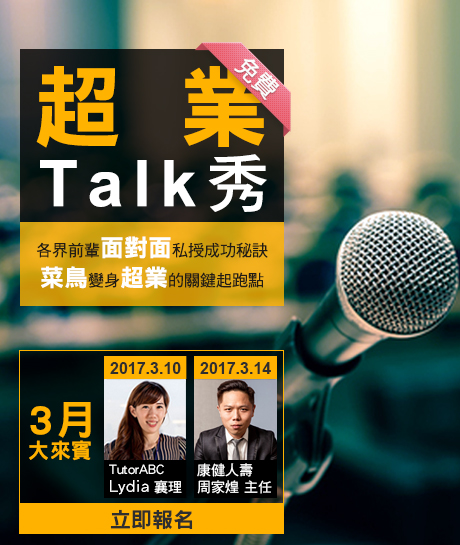 免費
超業
Talk秀
各界前輩面對面私授成功秘訣
菜鳥變身超業的關鍵起跑點
3月
大來賓
2017.3.10
TutorABC
Lydia 襄理
2017.3.14
康健人壽
周家煌 主任
立即報名